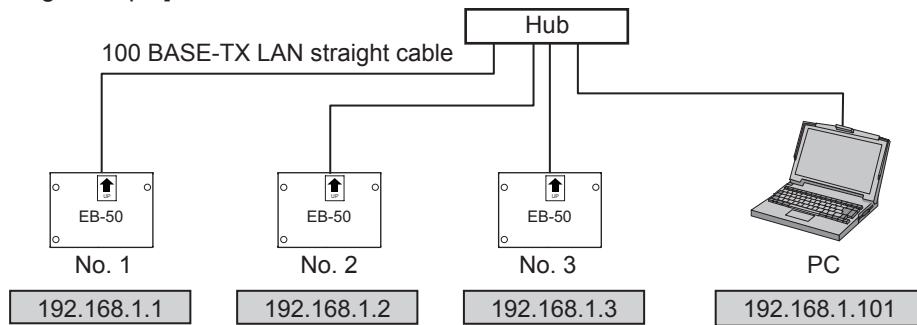 Hub
100 BASE-TX LAN straight cable
UP UP UP
EB-50 EB-50 EB-50
No. 1 No. 2 No. 3 PC
192.168.1.1 192.168.1.2 192.168.1.3 192.168.1.101